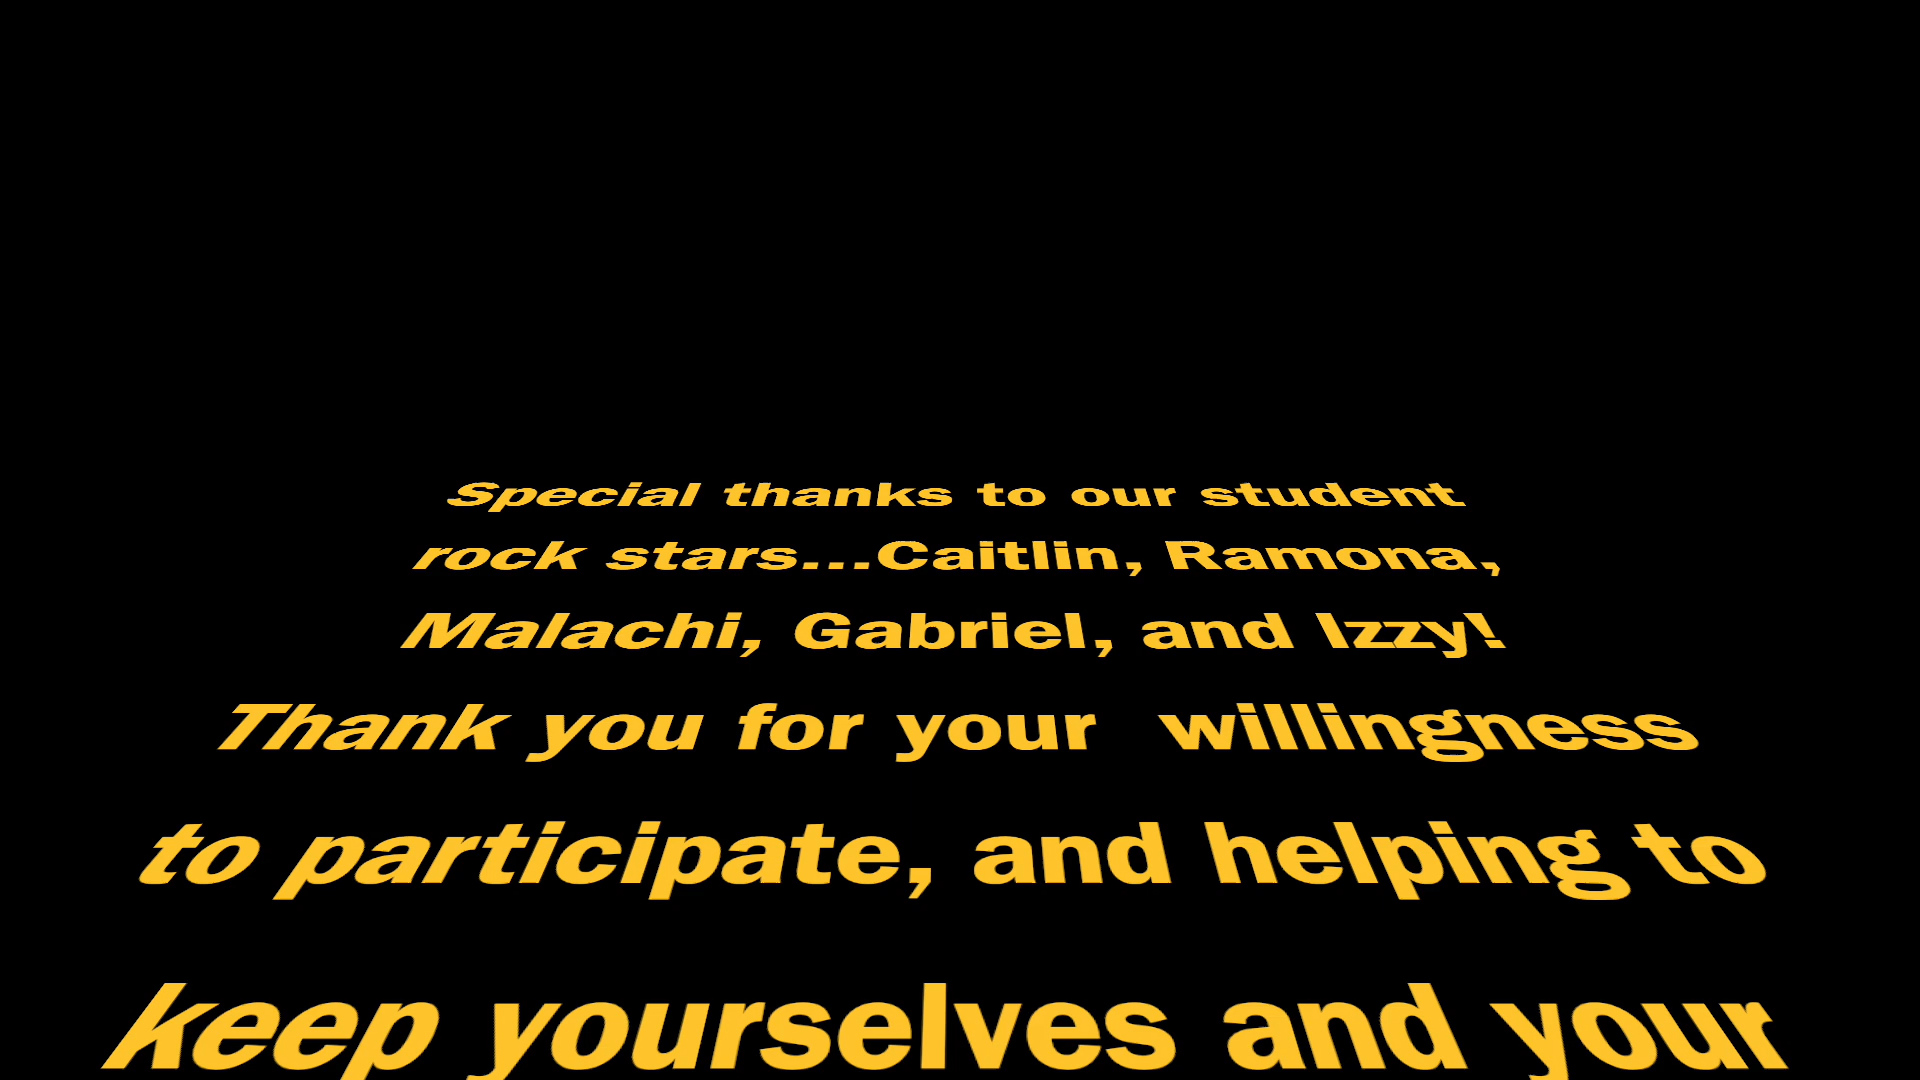 Special thanks to our student
rock stars...Caitlin, Ramona,
Malachi, Gabriel, and Izzy!
Thank you for your  willingness
to participate, and helping to
keep yourselves and your